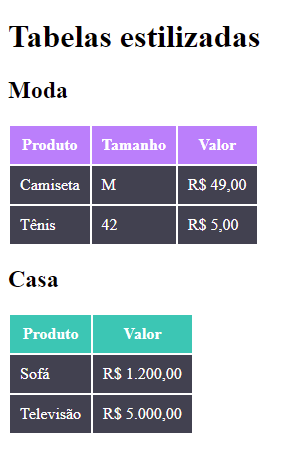 Tabelas estilizadas
Moda
Produto Tamanho Valor
Camiseta M R$ 49,00
Tênis 42 R$ 5,00
Casa
Produto Valor
Sofá R$ 1.200,00
Televisão R$ 5.000,00